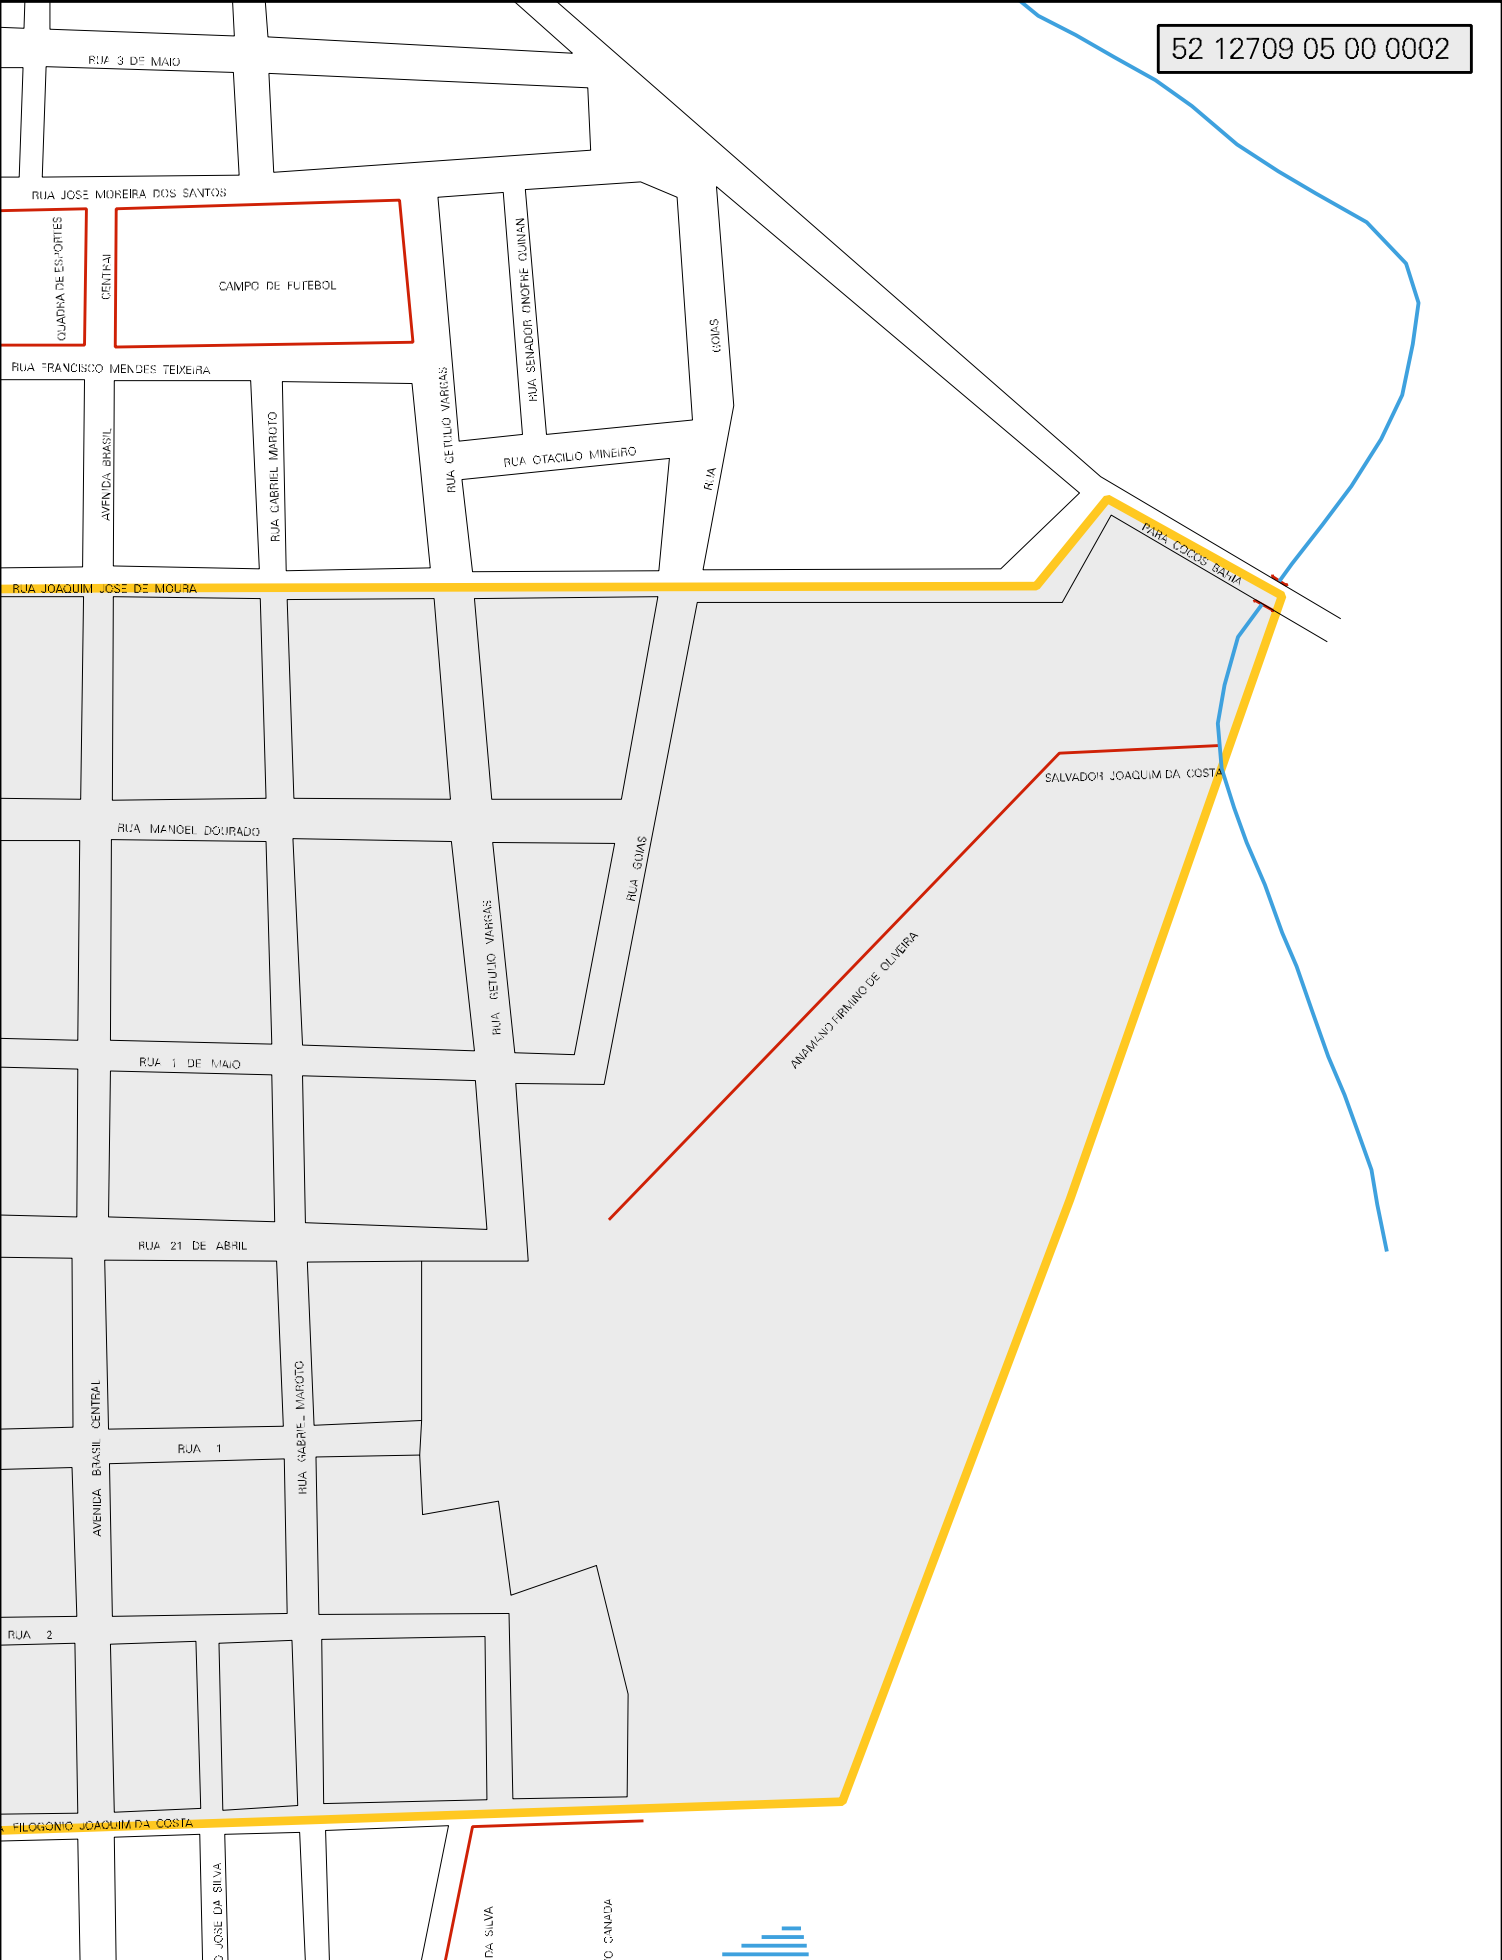 52 12709 05 00 0002
RUA 3 DE MAIO
RUA JOSE MOREIRA DOS SANTOS
QUADRA DE ESPORTES
CENTRAL
CAMPO DE FUTEBOL
RUA SENADOR ONOFRE QUINAN
GOIAS
RUA FRANCISCO MENDES TEIXEIRA
RUA GETULIO VARGAS
AVENIDA BRASIL
RUA GABRIEL MAROTO
RUA OTACILIO MINEIRO
RUA
PARA COCOS BAHIA
RUA JOAQUIM JOSE DE MOURA
SALVADOR JOAQUIM DA COSTA
RUA MANOEL DOURADO
RUA GOIAS
RUA GETULIO VARGAS
ANAMANO FIRMINO DE OLIVEIRA
RUA 1 DE MAIO
RUA 21 DE ABRIL
AVENIDA BRASIL CENTRAL
RUA GABRIEL MAROTO
RUA 1
RUA 2
FILOGONIO JOAQUIM DA COSTA
JOSE DA SILVA
DA SILVA
CANADA